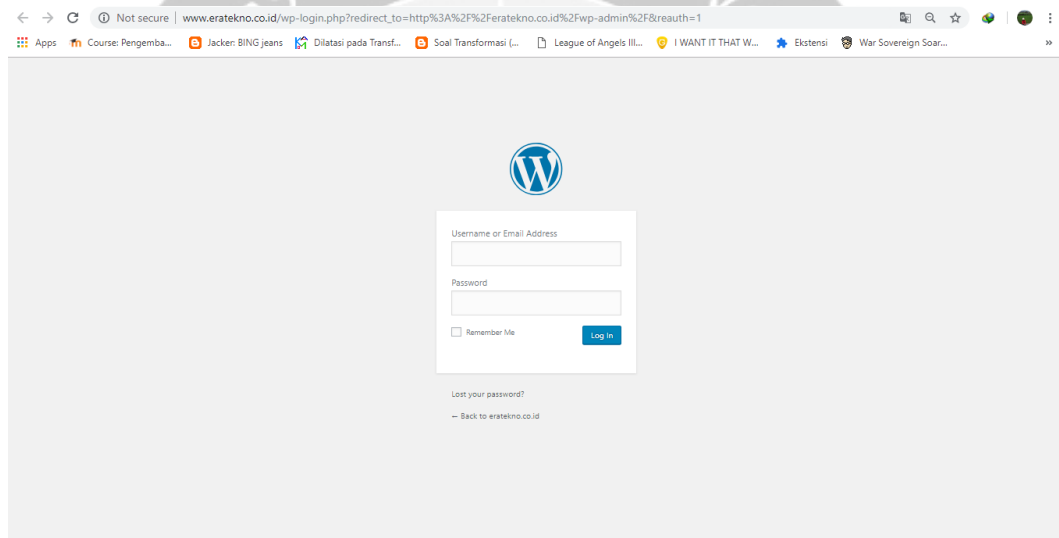 Not secure | www.eratekno.co.id/wp-login.php?redirect_to=http%3A%2F%2Feratekno.co.id%2Fwp-admin%2F&reauth=1
Apps Course: Pengemba... Jacker: BING jeans Dilatasi pada Transf... Soal Transformasi (... League of Angels III... I WANT IT THAT W... Ekstensi War Sovereign Soar... »
Username or Email Address
Password
Remember Me Log In
Lost your password?
← Back to eratekno.co.id